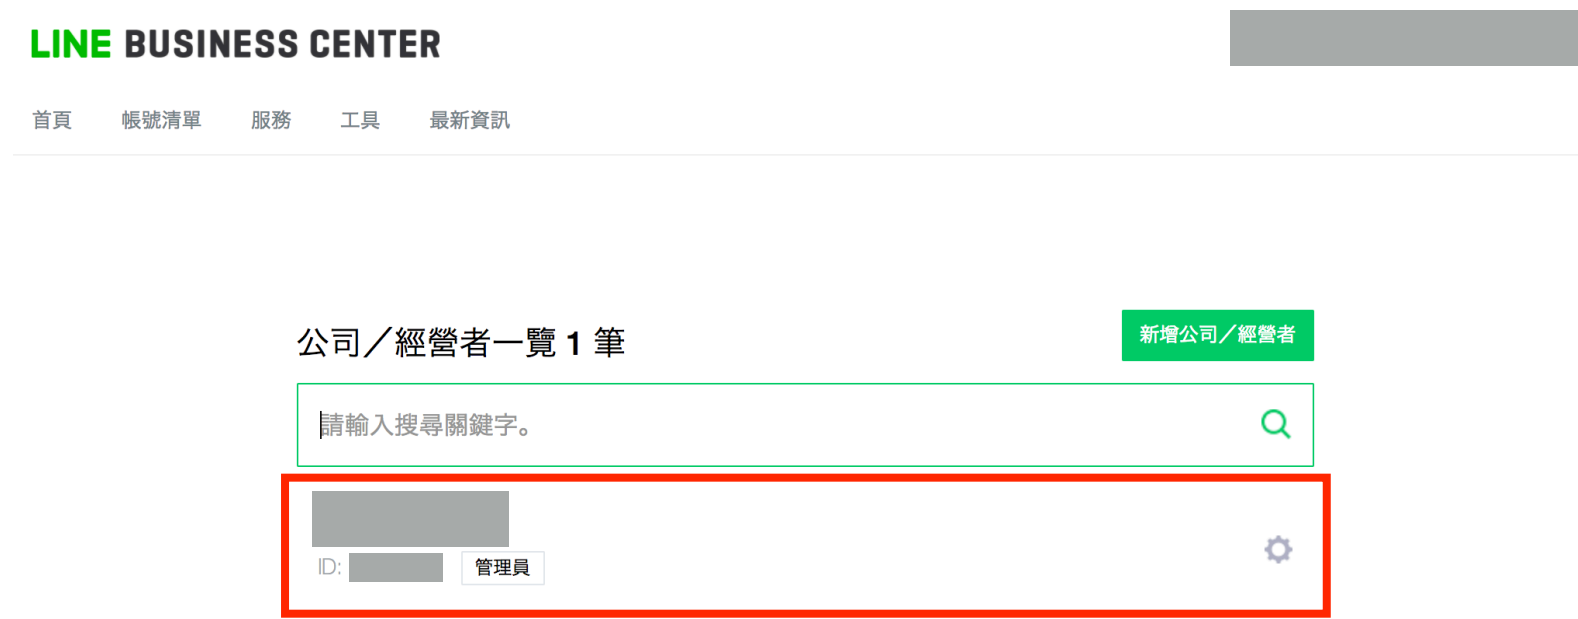 LINE BUSINESS CENTER
首頁 帳號清單 服務 工具 最新資訊
公司／經營者一覽 1 筆
新增公司／經營者
請輸入搜尋關鍵字。
ID: 管理員